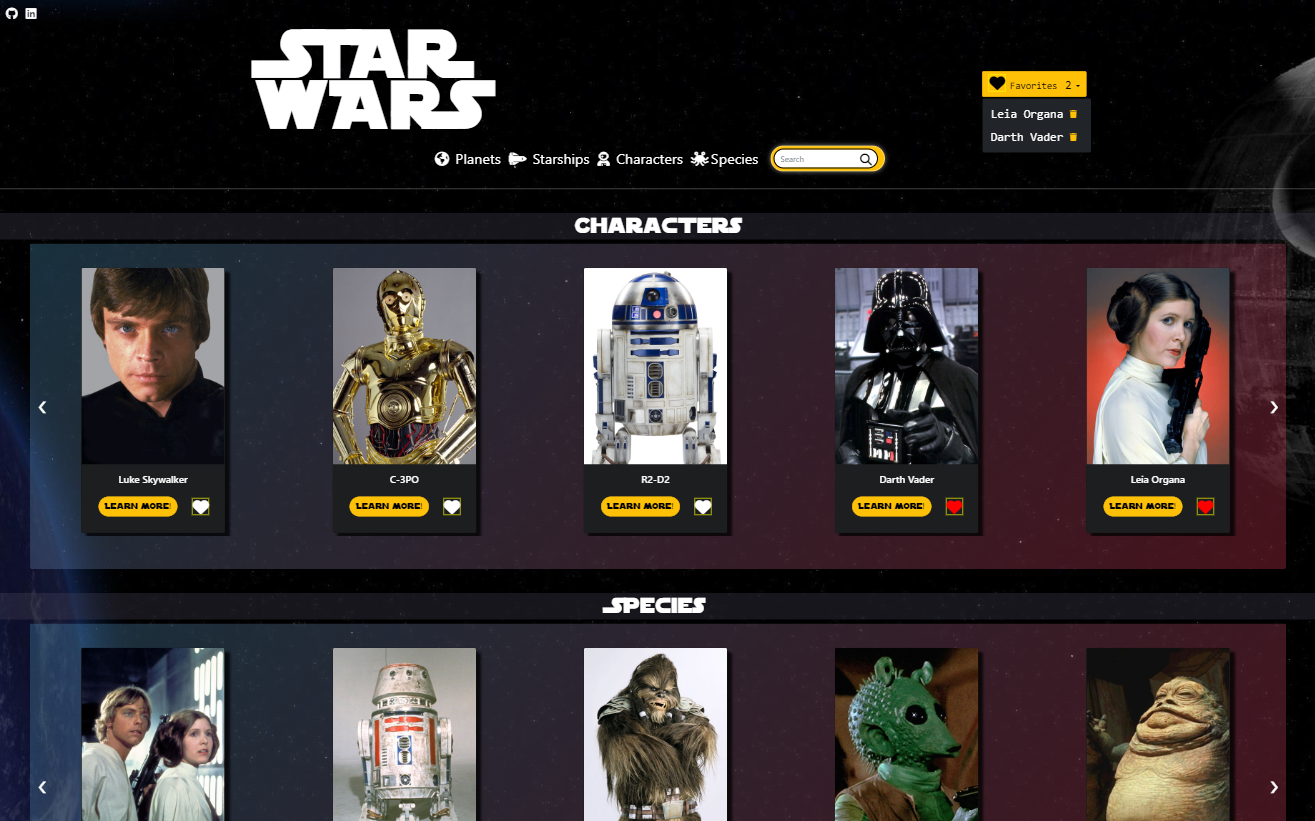 STAR
WARS
Favorites 2
Leia Organa
Darth Vader
Planets Starships Characters Species Search
CHARACTERS
Luke Skywalker C-3PO R2-D2 Darth Vader Leia Organa
LEARN MORE! LEARN MORE! LEARN MORE! LEARN MORE! LEARN MORE!
SPECIES